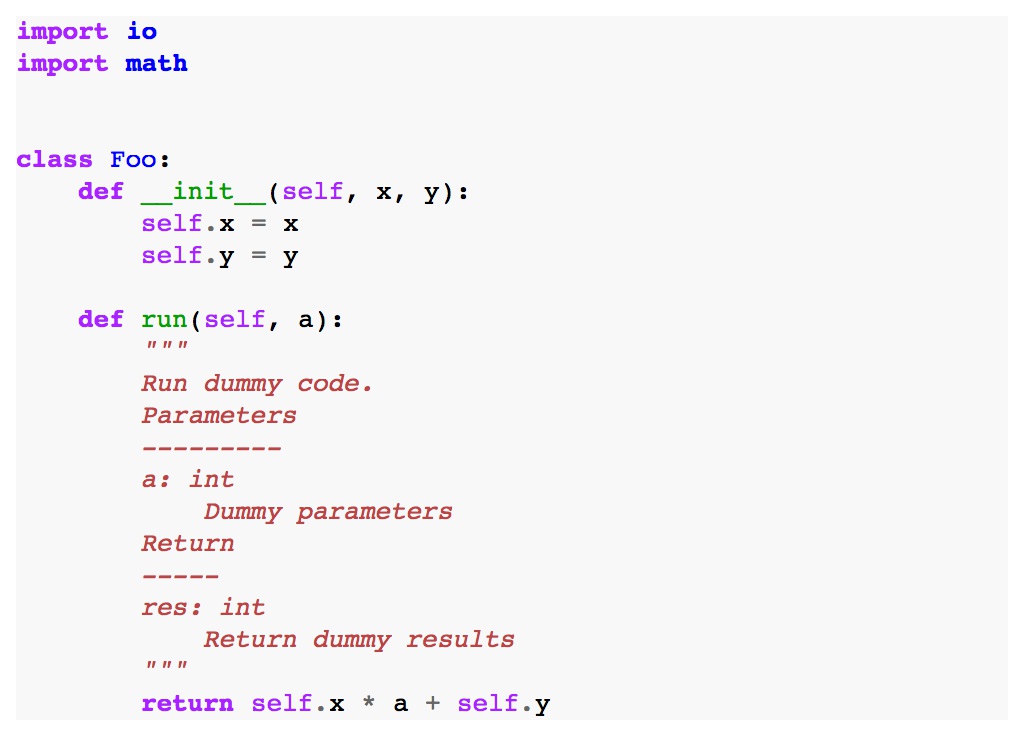 import io
import math


class Foo:
    def __init__(self, x, y):
        self.x = x
        self.y = y

    def run(self, a):
        """
        Run dummy code.
        Parameters
        ---------
        a: int
            Dummy parameters
        Return
        -----
        res: int
            Return dummy results
        """
        return self.x * a + self.y